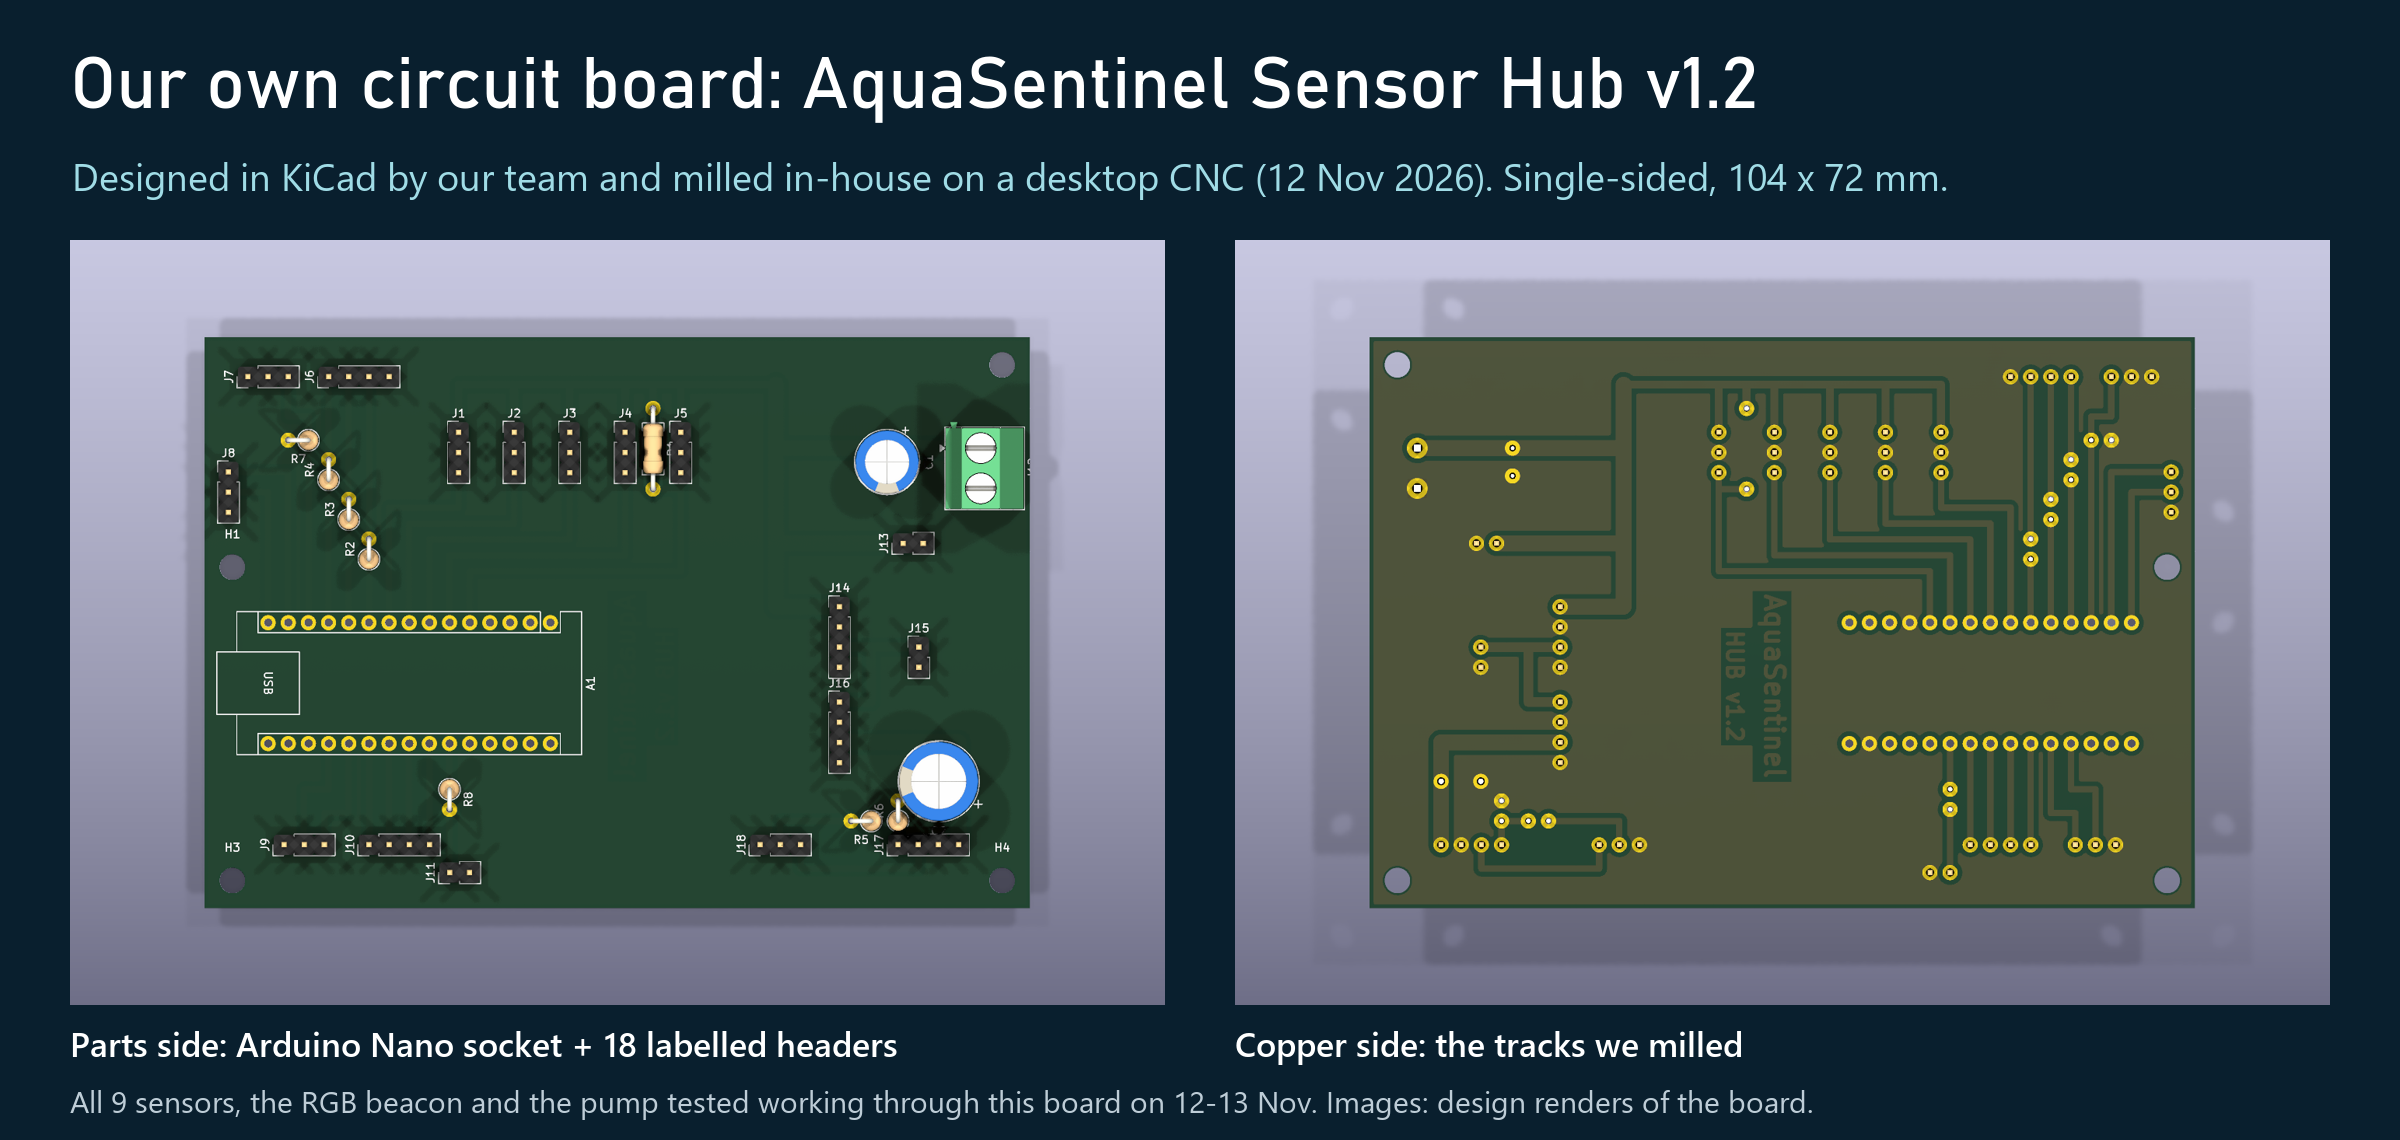 Our own circuit board: AquaSentinel Sensor Hub v1.2
Designed in KiCad by our team and milled in-house on a desktop CNC (12 Nov 2026). Single-sided, 104 x 72 mm.
J7
J6
J1
J2
J3
J4
J5
+
J8
R7
R4
R3
R2
H1
J13
J14
J15
J16
USB
A1
R8
+
J9
J10
J11
H3
J18
R5
R6
J17
H4
AquaSentinel
HUB v1.2
Parts side: Arduino Nano socket + 18 labelled headers
Copper side: the tracks we milled
All 9 sensors, the RGB beacon and the pump tested working through this board on 12-13 Nov. Images: design renders of the board.